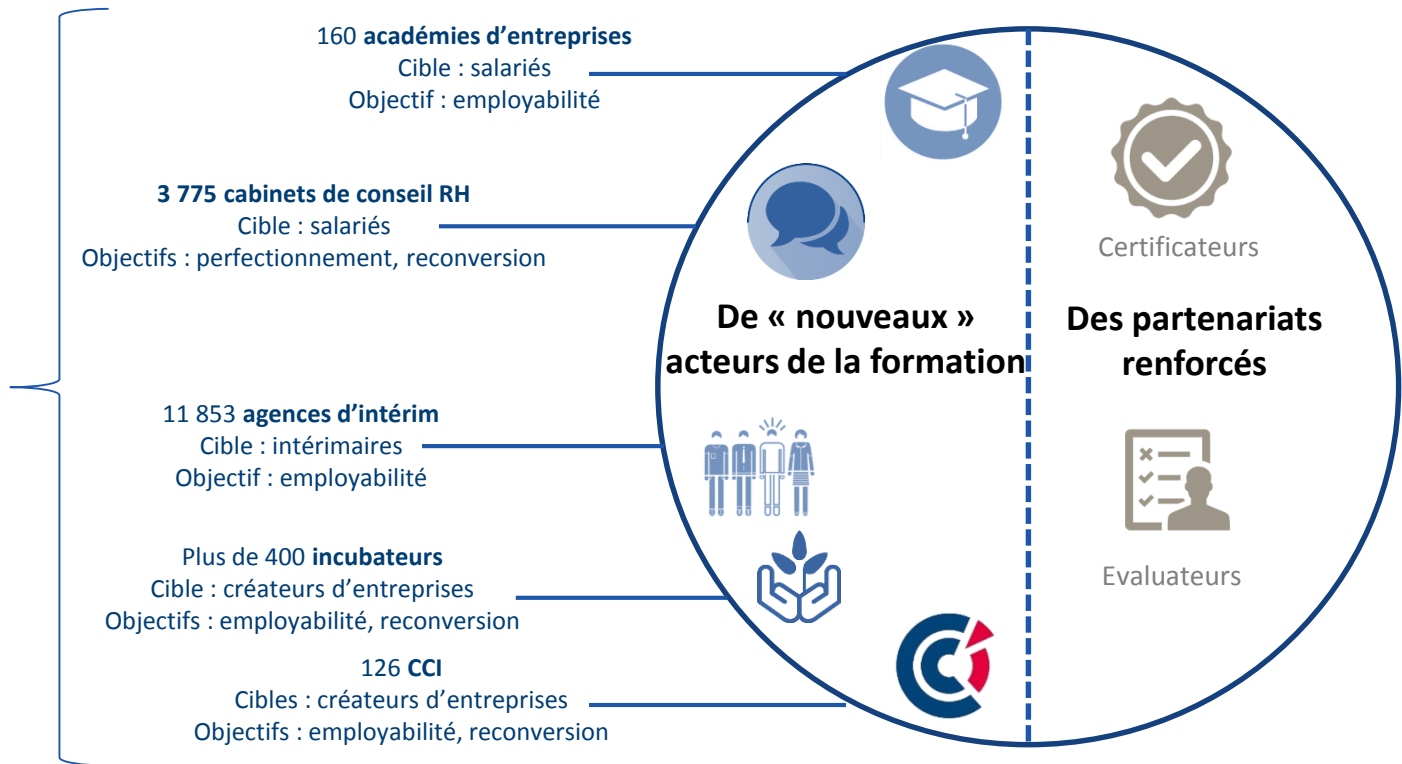 160 académies d’entreprises
Cible : salariés
Objectif : employabilité
3 775 cabinets de conseil RH
Cible : salariés
Objectifs : perfectionnement, reconversion
11 853 agences d’intérim
Cible : intérimaires
Objectif : employabilité
Plus de 400 incubateurs
Cible : créateurs d’entreprises
Objectifs : employabilité, reconversion
126 CCI
Cibles : créateurs d’entreprises
Objectifs : employabilité, reconversion
De « nouveaux »
acteurs de la formation
Certificateurs
Des partenariats
renforcés
Evaluateurs